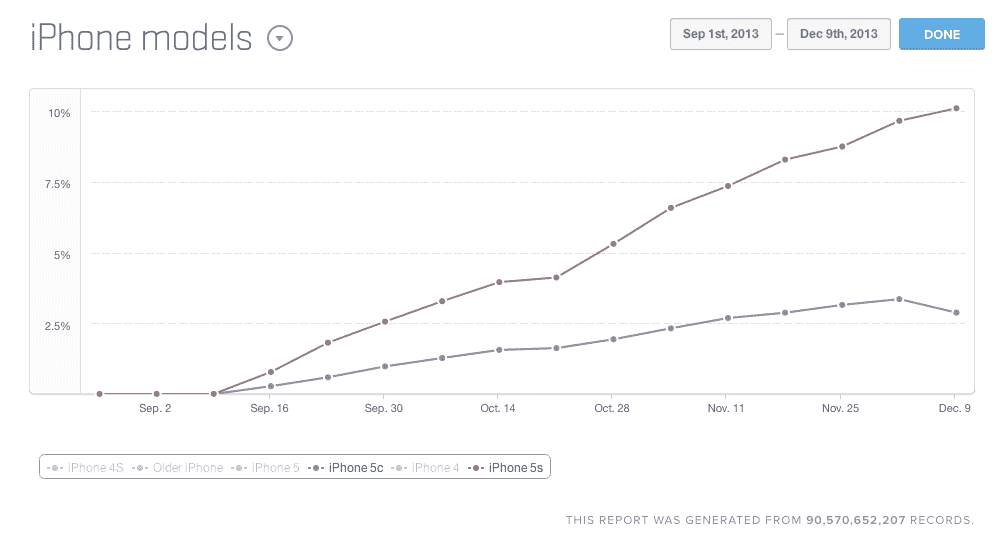 iPhone models
Sep 1st, 2013 – Dec 9th, 2013 DONE
10%
7.5%
5%
2.5%
Sep. 2 Sep. 16 Sep. 30 Oct. 14 Oct. 28 Nov. 11 Nov. 25 Dec. 9
iPhone 4S Older iPhone iPhone 5 iPhone 5c iPhone 4 iPhone 5s
THIS REPORT WAS GENERATED FROM 90,570,652,207 RECORDS.